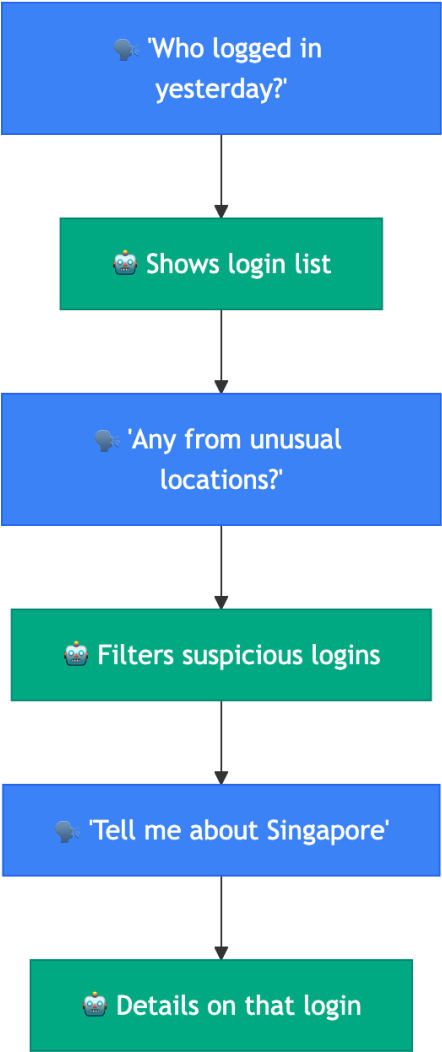 🗣️ 'Who logged in
yesterday?'
🤖 Shows login list
🗣️ 'Any from unusual
locations?'
🤖 Filters suspicious logins
🗣️ 'Tell me about Singapore'
🤖 Details on that login